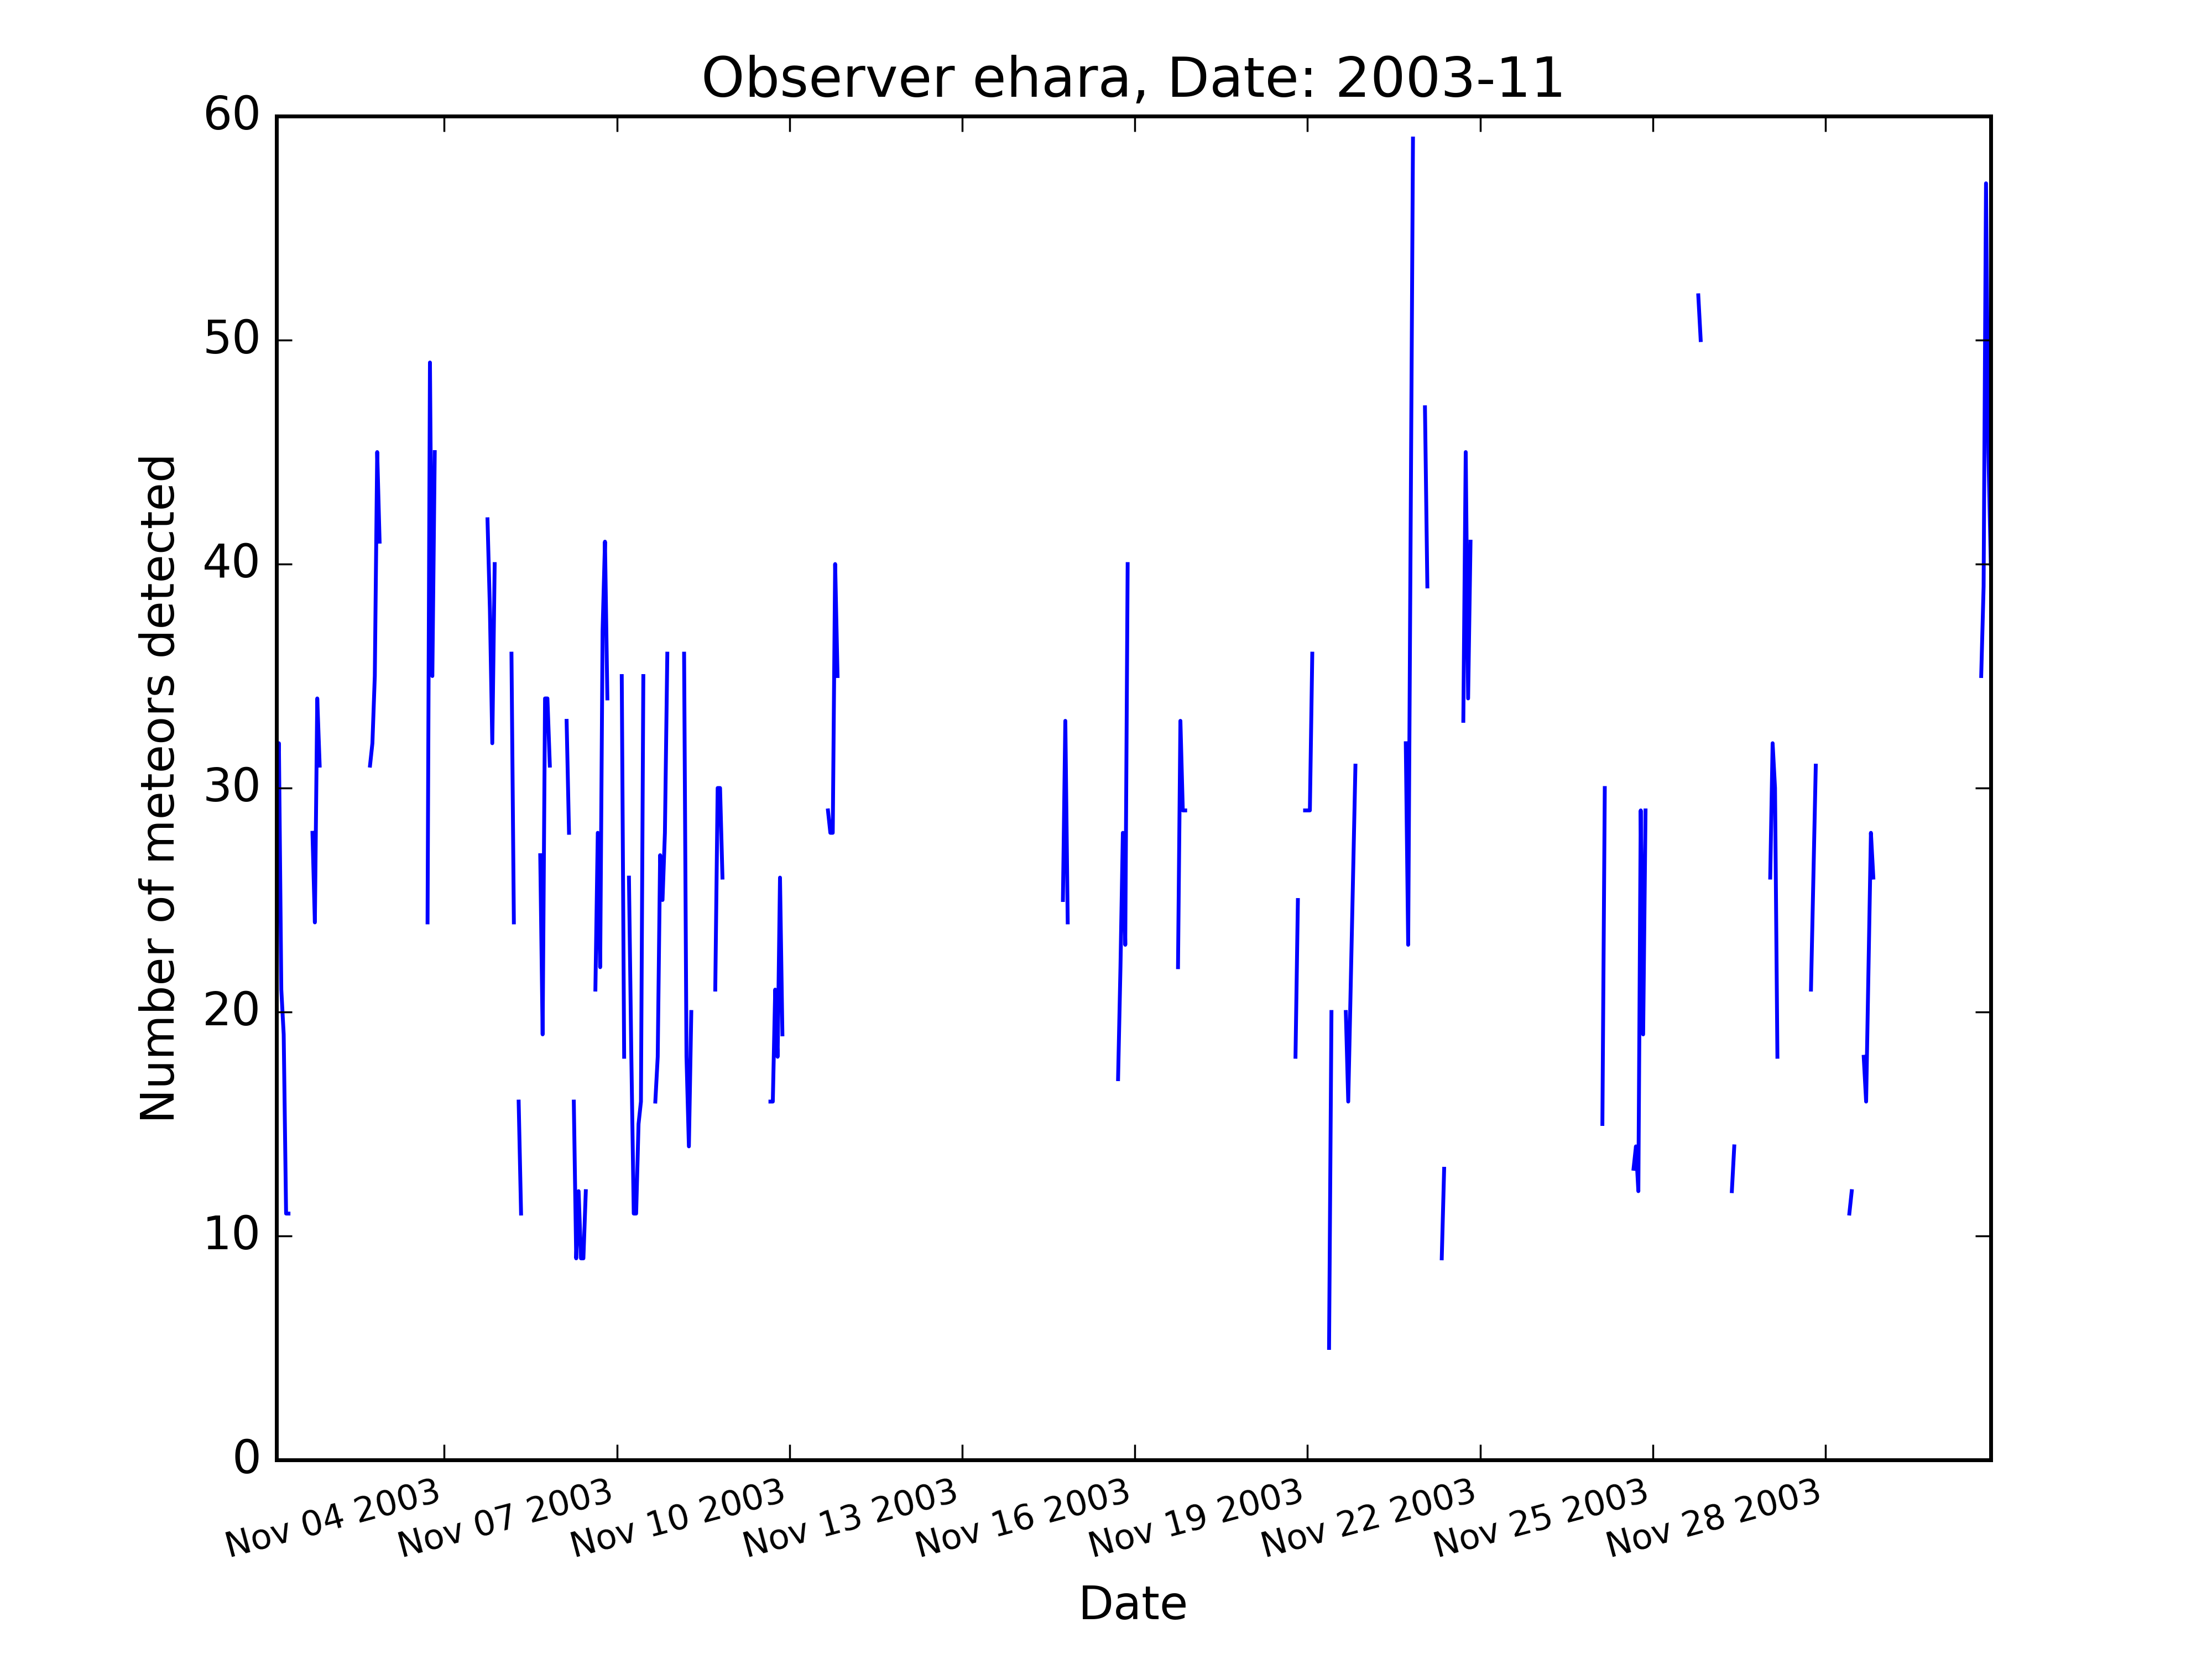 Observer ehara, Date: 2003-11
Number of meteors detected
60
50
40
30
20
10
0
Nov 04 2003
Nov 07 2003
Nov 10 2003
Nov 13 2003
Nov 16 2003
Nov 19 2003
Nov 22 2003
Nov 25 2003
Nov 28 2003
Date